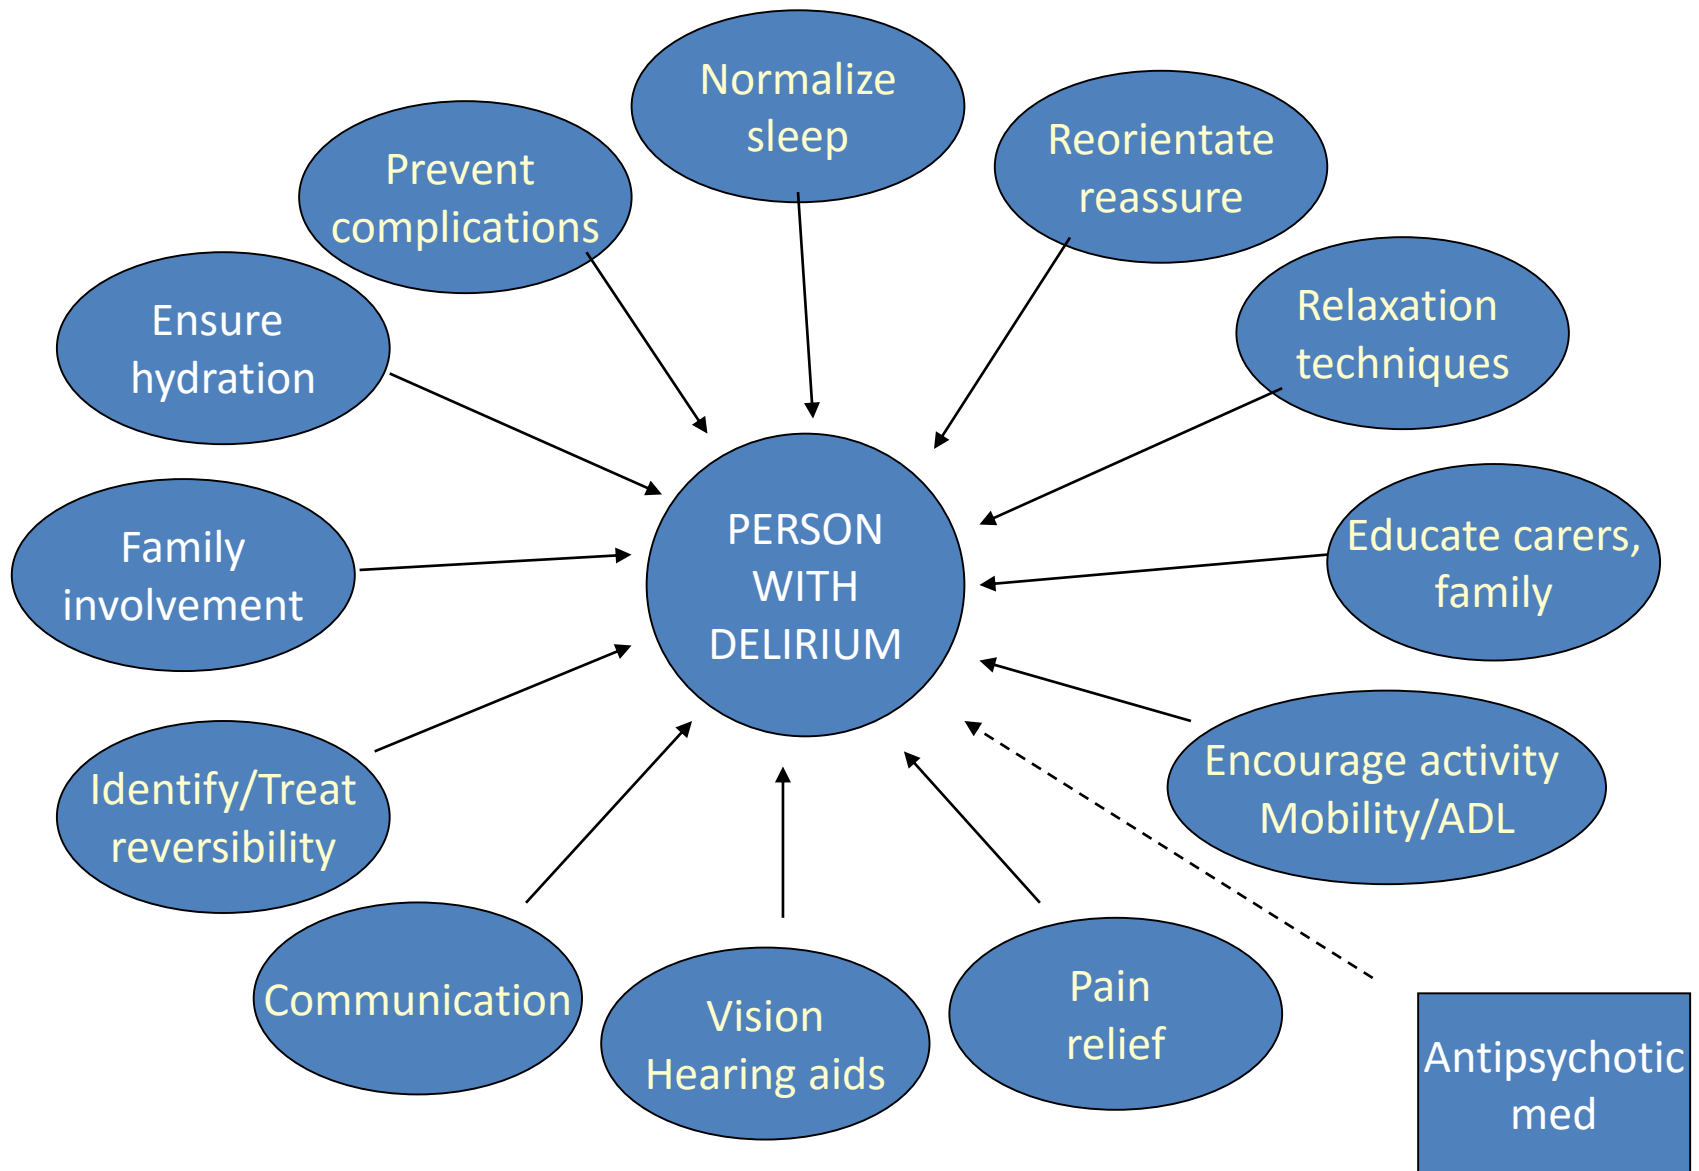 Normalize
sleep
Reorientate
reassure
Prevent
complications
Relaxation
techniques
Ensure
hydration
PERSON
WITH
DELIRIUM
Educate carers,
family
Family
involvement
Encourage activity
Mobility/ADL
Identify/Treat
reversibility
Communication
Vision
Hearing aids
Pain
relief
Antipsychotic
med